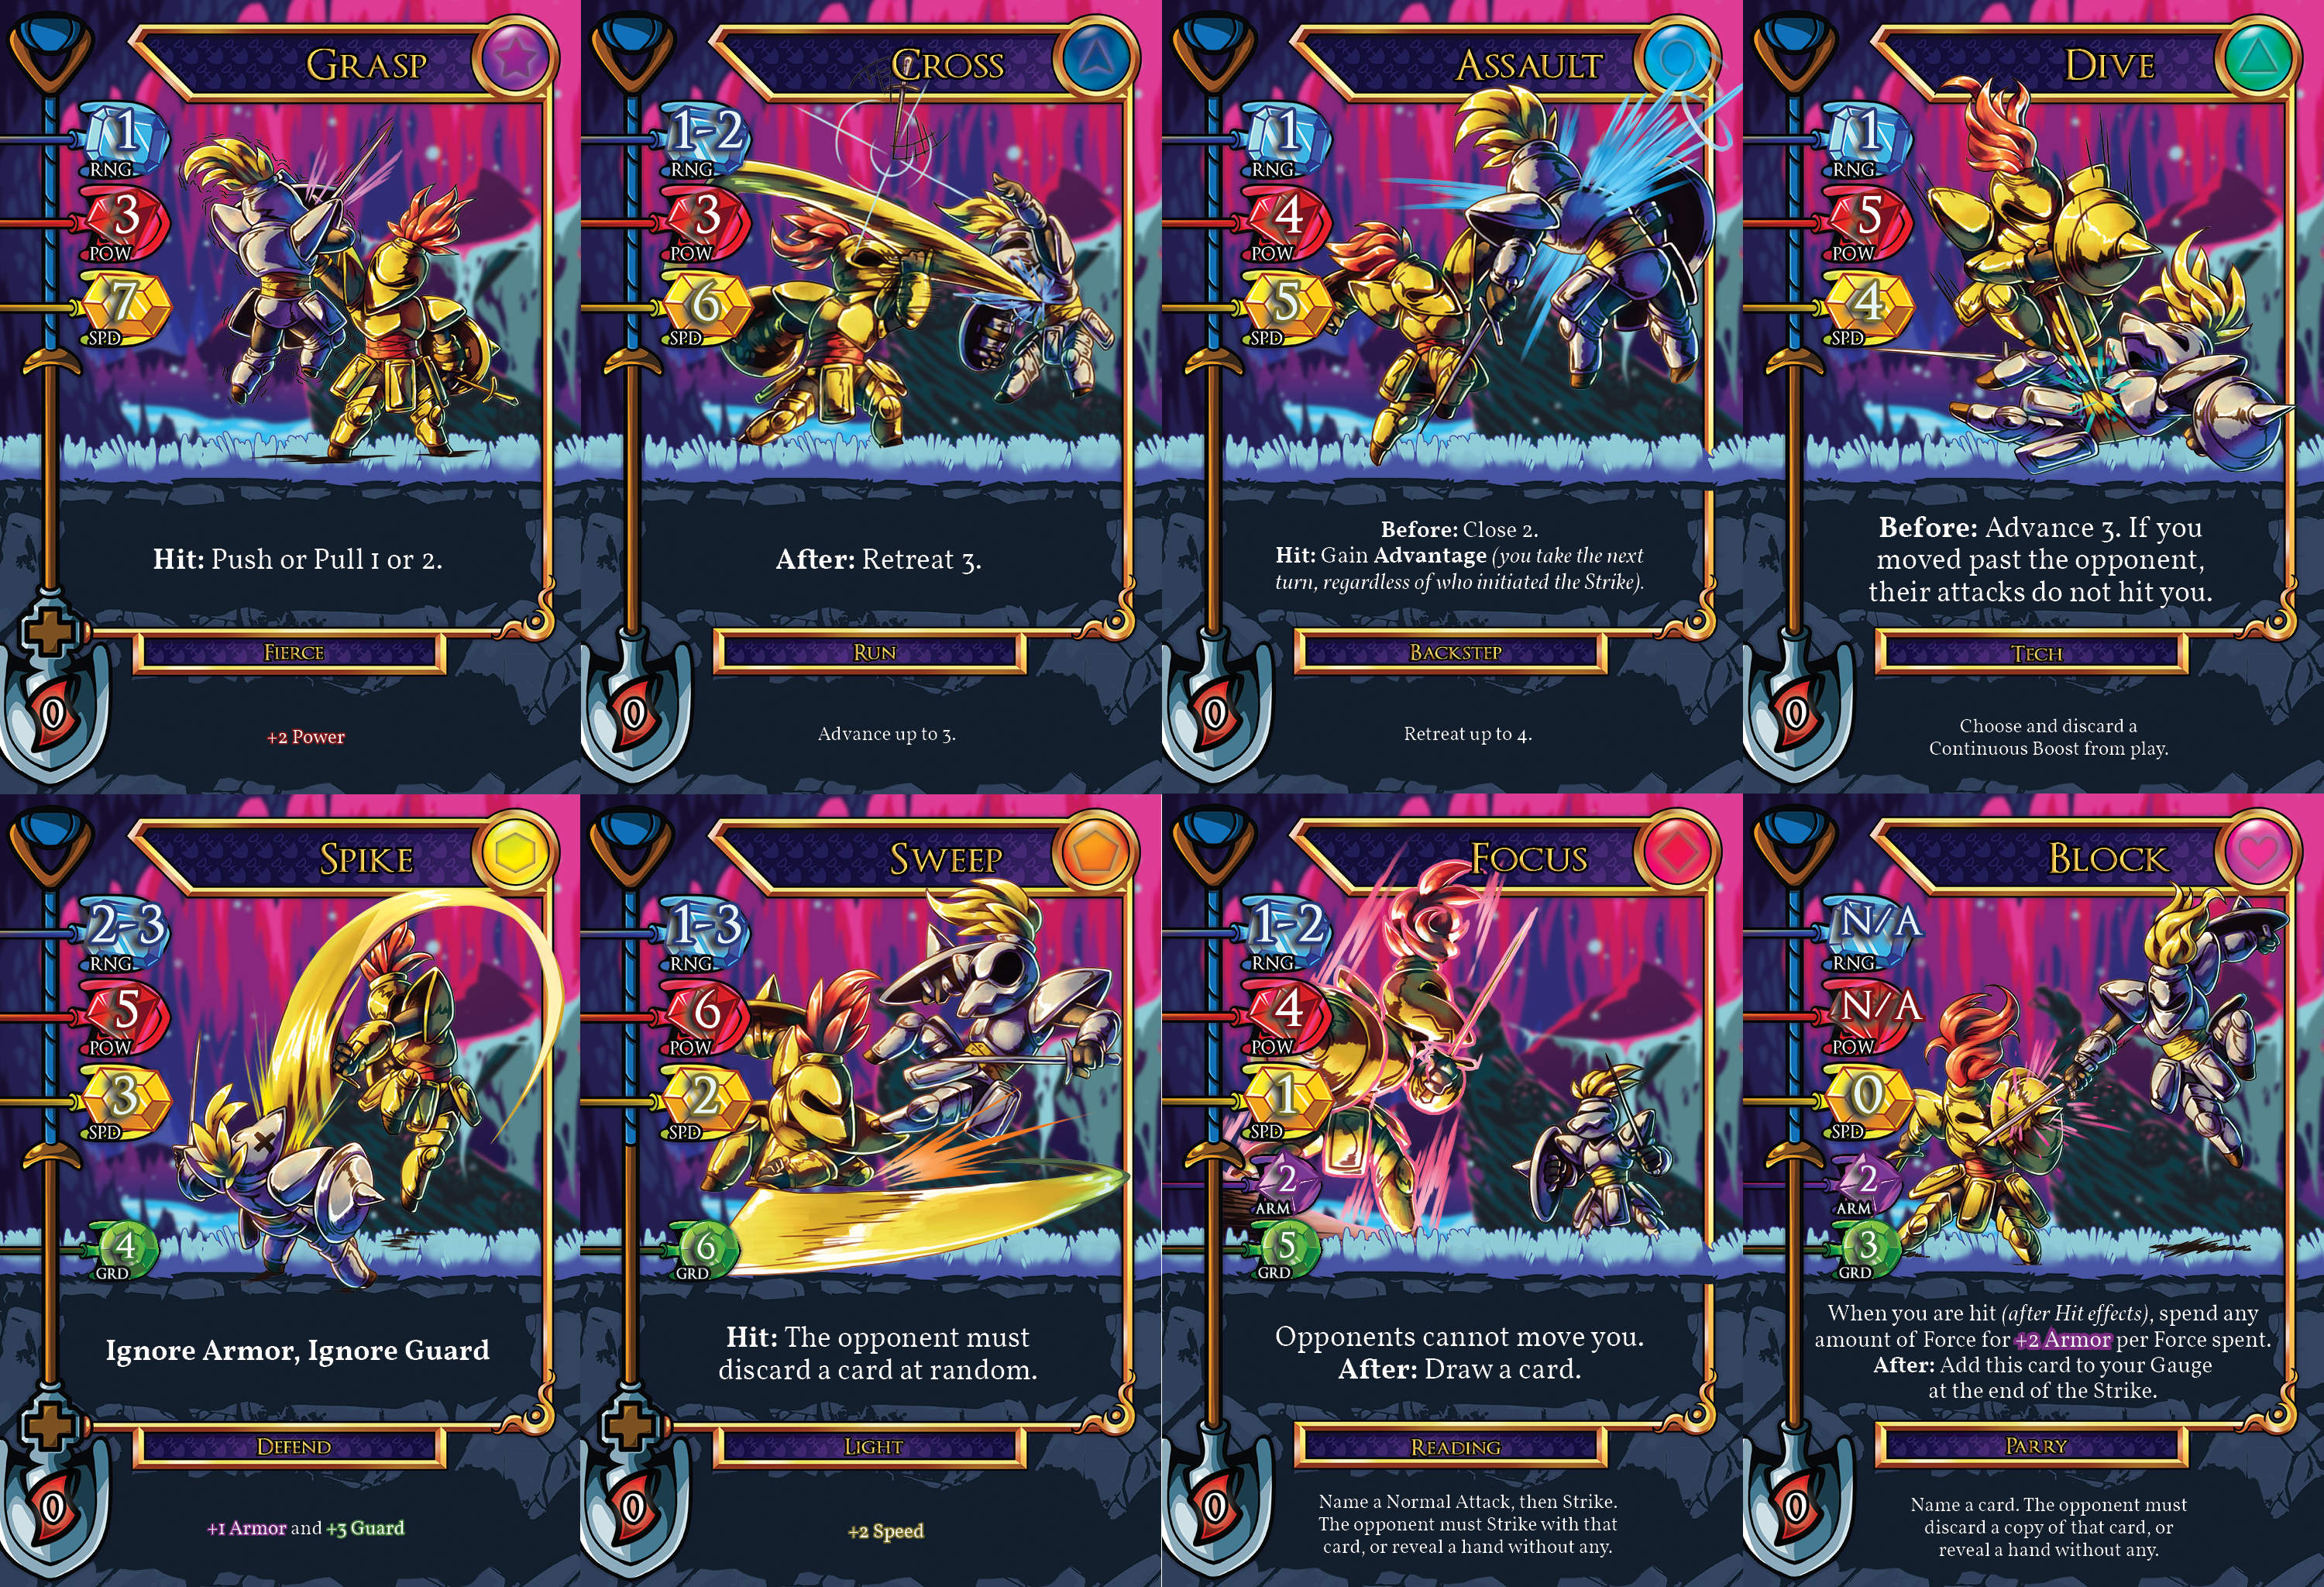 GRASP
1
RNG
3
POW
7
SPD
Hit: Push or Pull 1 or 2.
FIERCE
0
+2 Power
CROSS
1-2
RNG
3
POW
6
SPD
After: Retreat 3.
RUN
0
Advance up to 3.
ASSAULT
1
RNG
4
POW
5
SPD
Before: Close 2.
Hit: Gain Advantage (you take the next
turn, regardless of who initiated the Strike).
BACKSTEP
0
Retreat up to 4.
DIVE
1
RNG
5
POW
4
SPD
Before: Advance 3. If you
moved past the opponent,
their attacks do not hit you.
TECH
0
Choose and discard a
Continuous Boost from play.
SPIKE
2-3
RNG
5
POW
3
SPD
4
GRD
Ignore Armor, Ignore Guard
DEFEND
0
+1 Armor and +3 Guard
SWEEP
1-3
RNG
6
POW
2
SPD
6
GRD
Hit: The opponent must
discard a card at random.
LIGHT
0
+2 Speed
FOCUS
1-2
RNG
4
POW
1
SPD
2
ARM
5
GRD
Opponents cannot move you.
After: Draw a card.
READING
0
Name a Normal Attack, then Strike.
The opponent must Strike with that
card, or reveal a hand without any.
BLOCK
N/A
RNG
N/A
POW
0
SPD
2
ARM
3
GRD
When you are hit (after Hit effects), spend any
amount of Force for +2 Armor per Force spent.
After: Add this card to your Gauge
at the end of the Strike.
PARRY
0
Name a card. The opponent must
discard a copy of that card, or
reveal a hand without any.